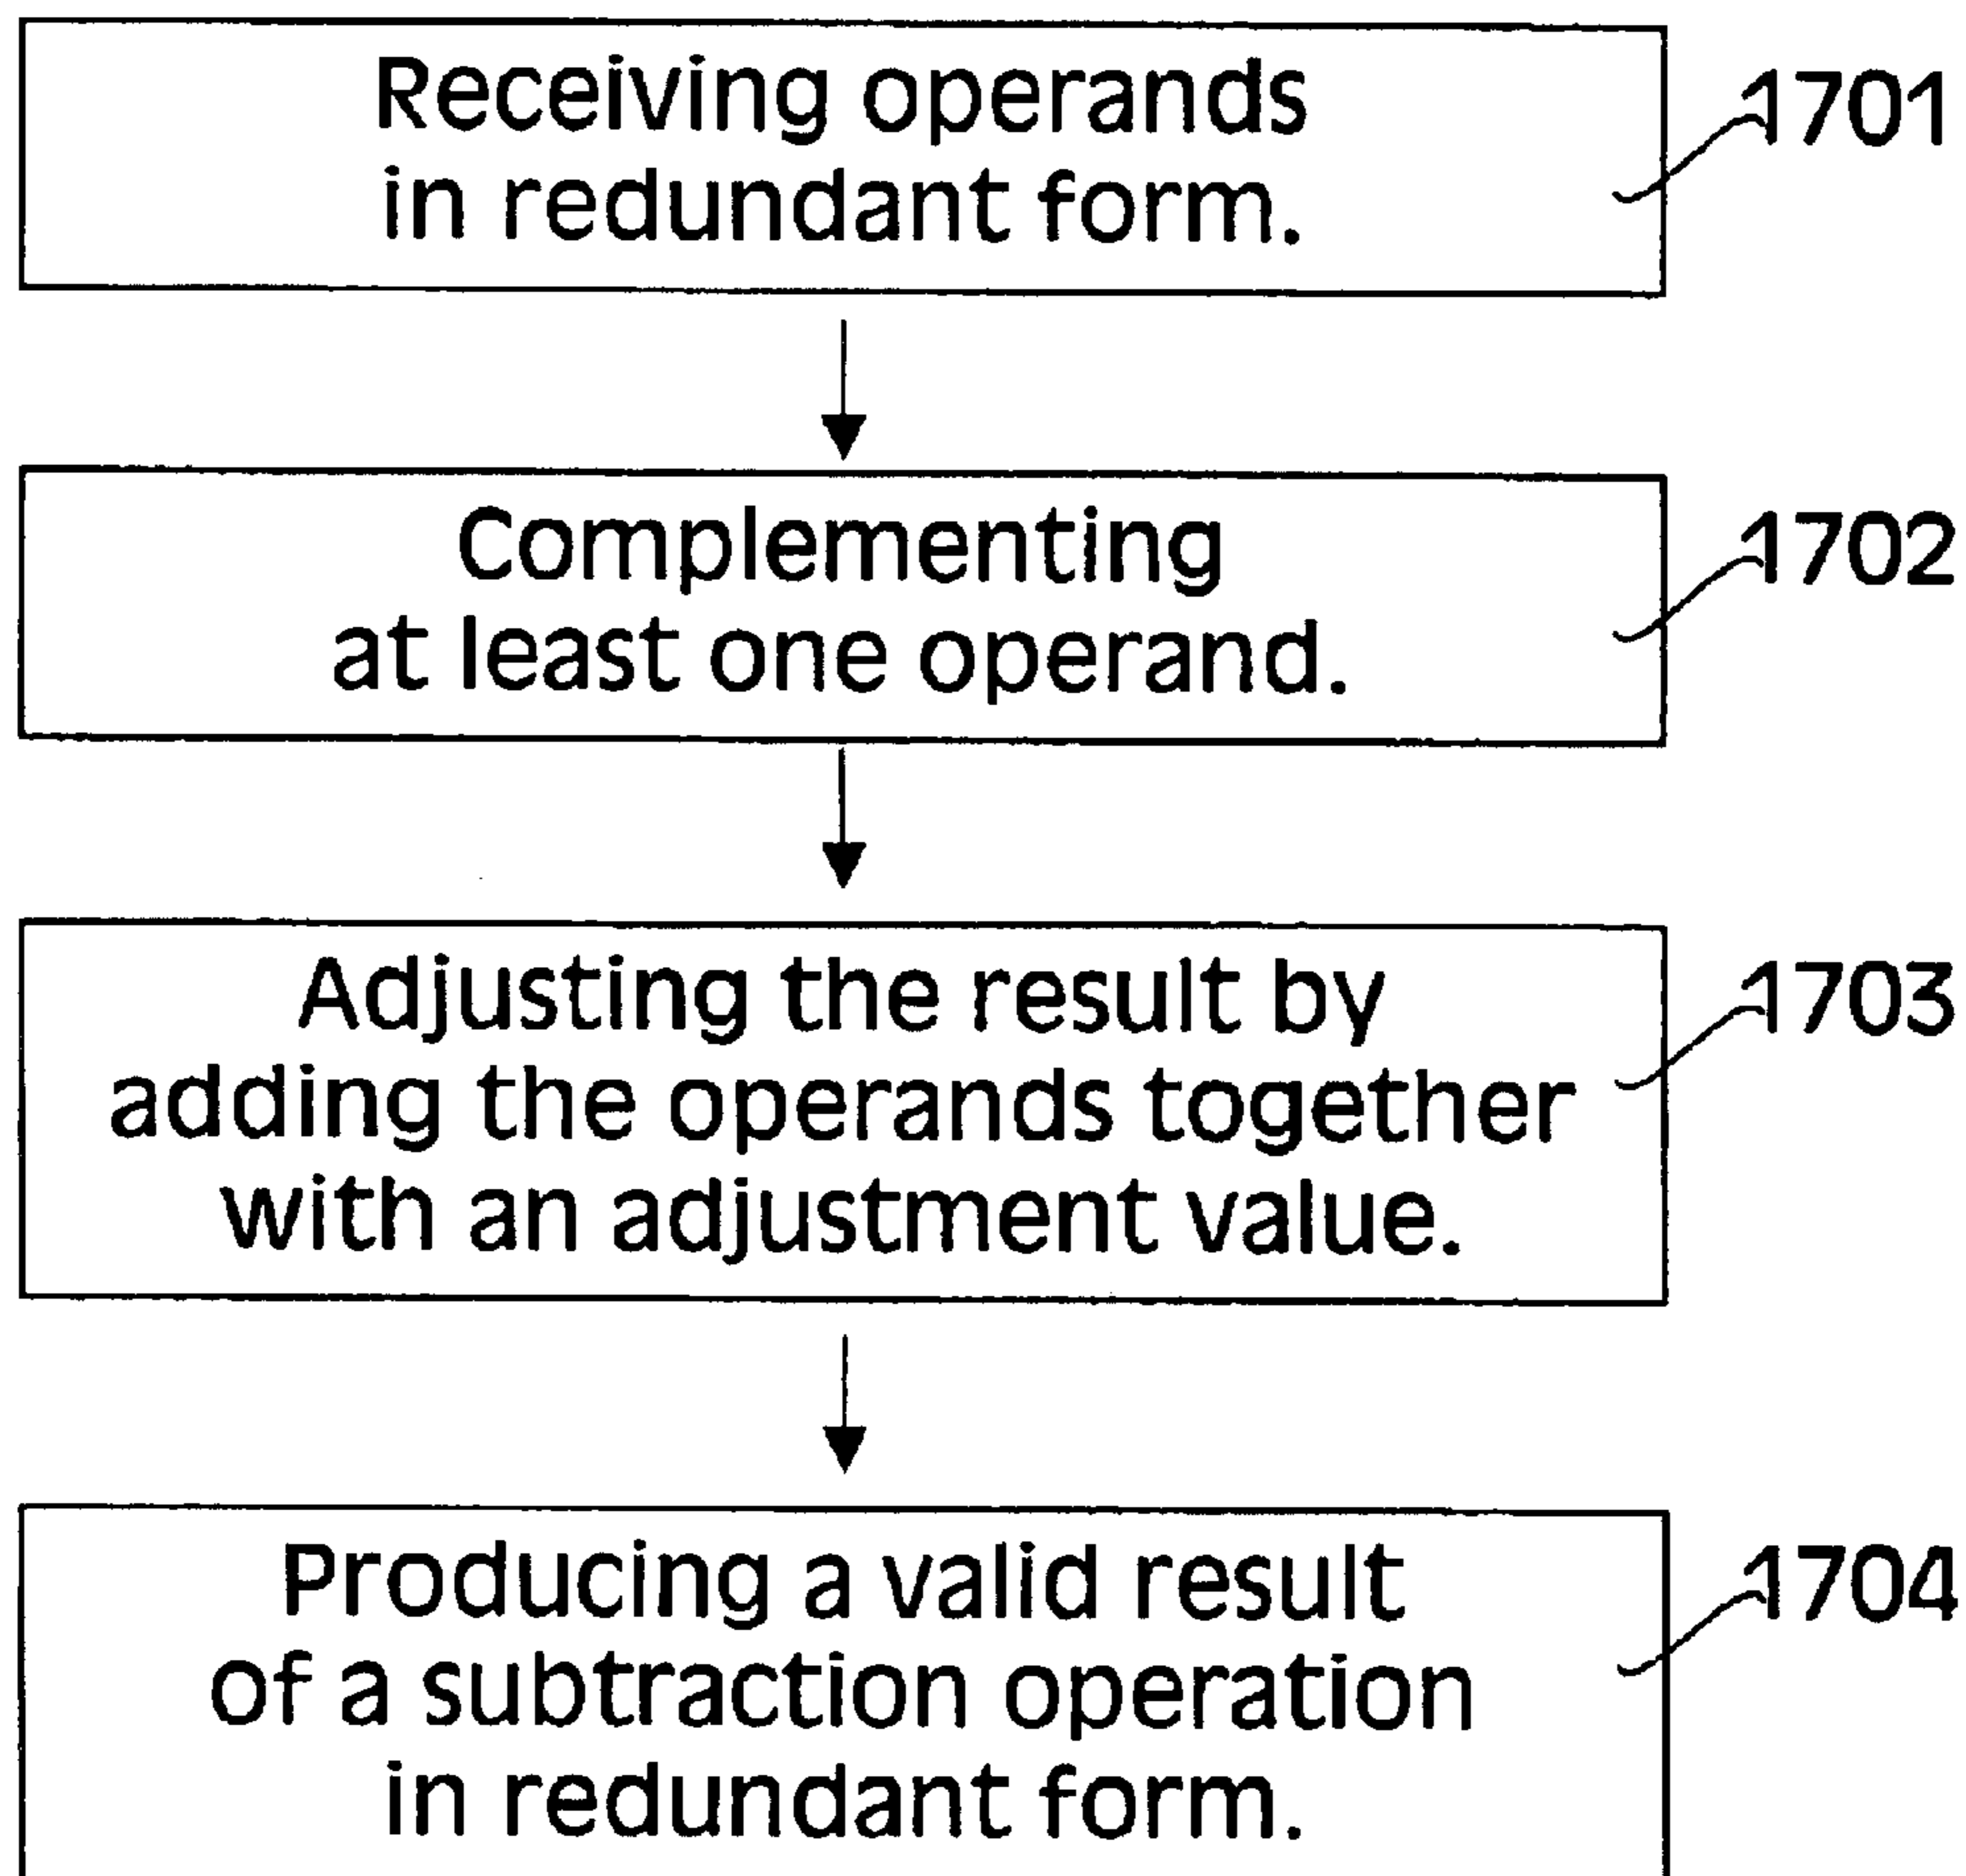 Receiving operands
in redundant form.
1701
Complementing
at least one operand.
1702
Adjusting the result by
adding the operands together
with an adjustment value.
1703
Producing a valid result
of a subtraction operation
in redundant form.
1704